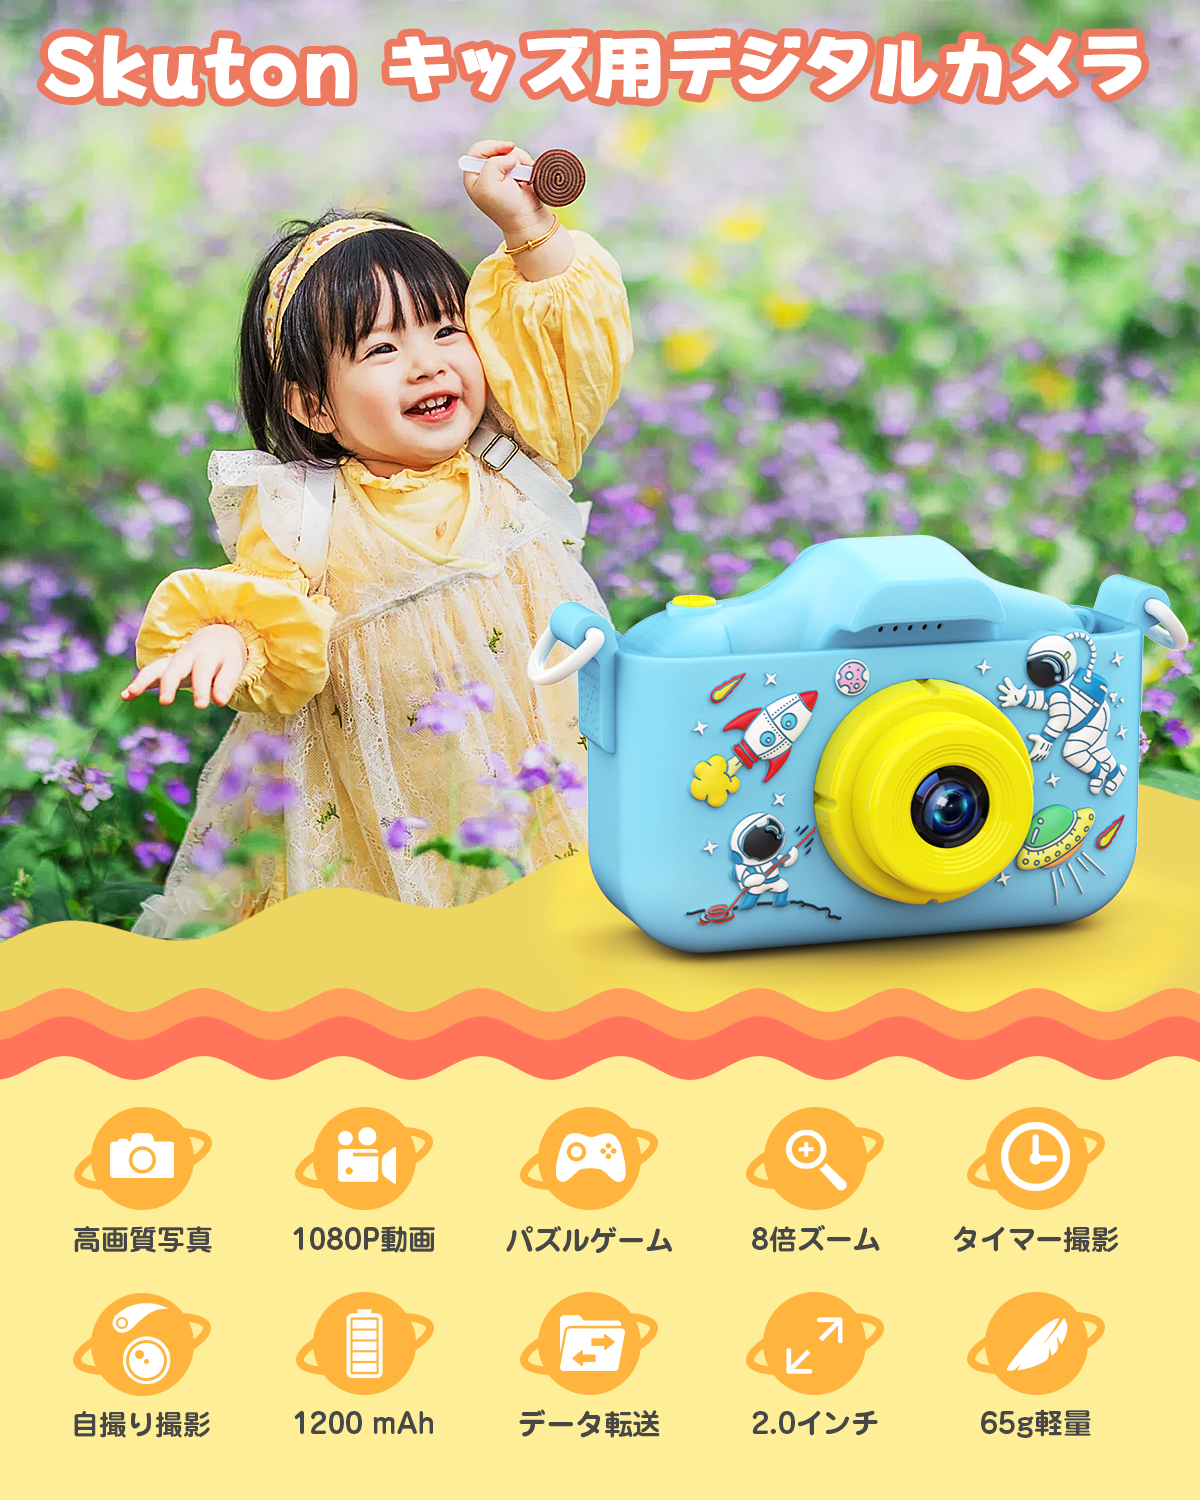 Skuton キッズ用デジタルカメラ
高画質写真
1080P動画
パズルゲーム
8倍ズーム
タイマー撮影
自撮り撮影
1200 mAh
データ転送
2.0インチ
65g軽量